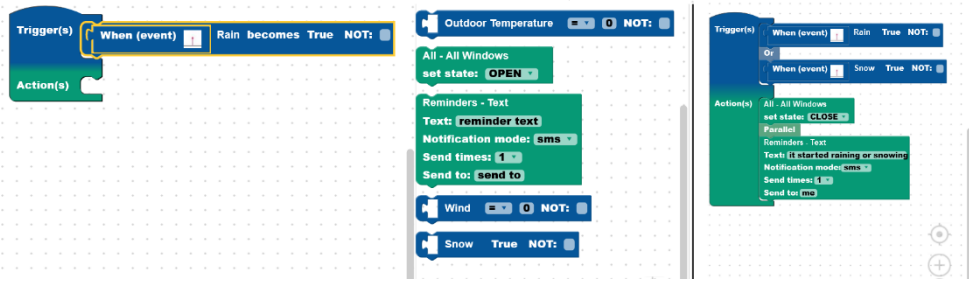 Trigger(s)
When (event)
Rain becomes True NOT:
Action(s)
Outdoor Temperature = 0 NOT:
All - All Windows
set state: OPEN
Reminders - Text
Text: reminder text
Notification mode: sms
Send times: 1
Send to: send to
Wind = 0 NOT:
Snow True NOT:
Trigger(s)
When (event) Rain True NOT:
Or
When (event) Snow True NOT:
Action(s)
All - All Windows
set state: CLOSE
Parallel
Reminders - Text
Text: it started raining or snowing
Notification mode: sms
Send times: 1
Send to: me